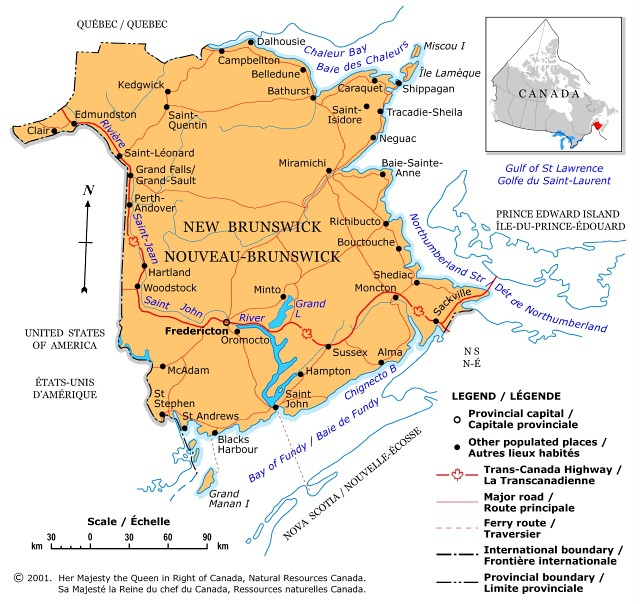 QUÉBEC / QUEBEC
Dalhousie
Chaleur Bay
Baie des Chaleurs
Miscou I
Campbellton
Belledune
Île Lamèque
Kedgwick
Bathurst
Caraquet
Shippagan
CANADA
Saint-
Quentin
Saint-
Isidore
Tracadie-Sheila
Edmundston
Clair
Rivière
Neguac
Saint-Léonard
Grand Falls/
Grand-Sault
Miramichi
Baie-Sainte-
Anne
Gulf of St Lawrence
Golfe du Saint-Laurent
N
Perth-
Andover
Saint-Jean
NEW BRUNSWICK
NOUVEAU-BRUNSWICK
Richibucto
Bouctouche
Northumberland Str
PRINCE EDWARD ISLAND
ÎLE-DU-PRINCE-ÉDOUARD
Hartland
Woodstock
Shediac
Moncton
Sackville
Dét de Northumberland
Minto
Grand
L
Saint John River
Fredericton
Oromocto
UNITED STATES
OF AMERICA
Sussex
Alma
N S
N-É
McAdam
Hampton
Chignecto B
ÉTATS-UNIS
D'AMÉRIQUE
St
Stephen
St Andrews
Saint
John
Blacks
Harbour
Bay of Fundy / Baie de Fundy
Grand
Manan I
NOVA SCOTIA / NOUVELLE-ÉCOSSE
LEGEND / LÉGENDE
Provincial capital /
Capitale provinciale
Other populated places /
Autres lieux habités
Trans-Canada Highway /
La Transcanadienne
Major road /
Route principale
Ferry route /
Traversier
International boundary /
Frontière internationale
Provincial boundary /
Limite provinciale
Scale / Échelle
km 30 0 30 60 90 km
© 2001. Her Majesty the Queen in Right of Canada, Natural Resources Canada.
Sa Majesté la Reine du chef du Canada, Ressources naturelles Canada.